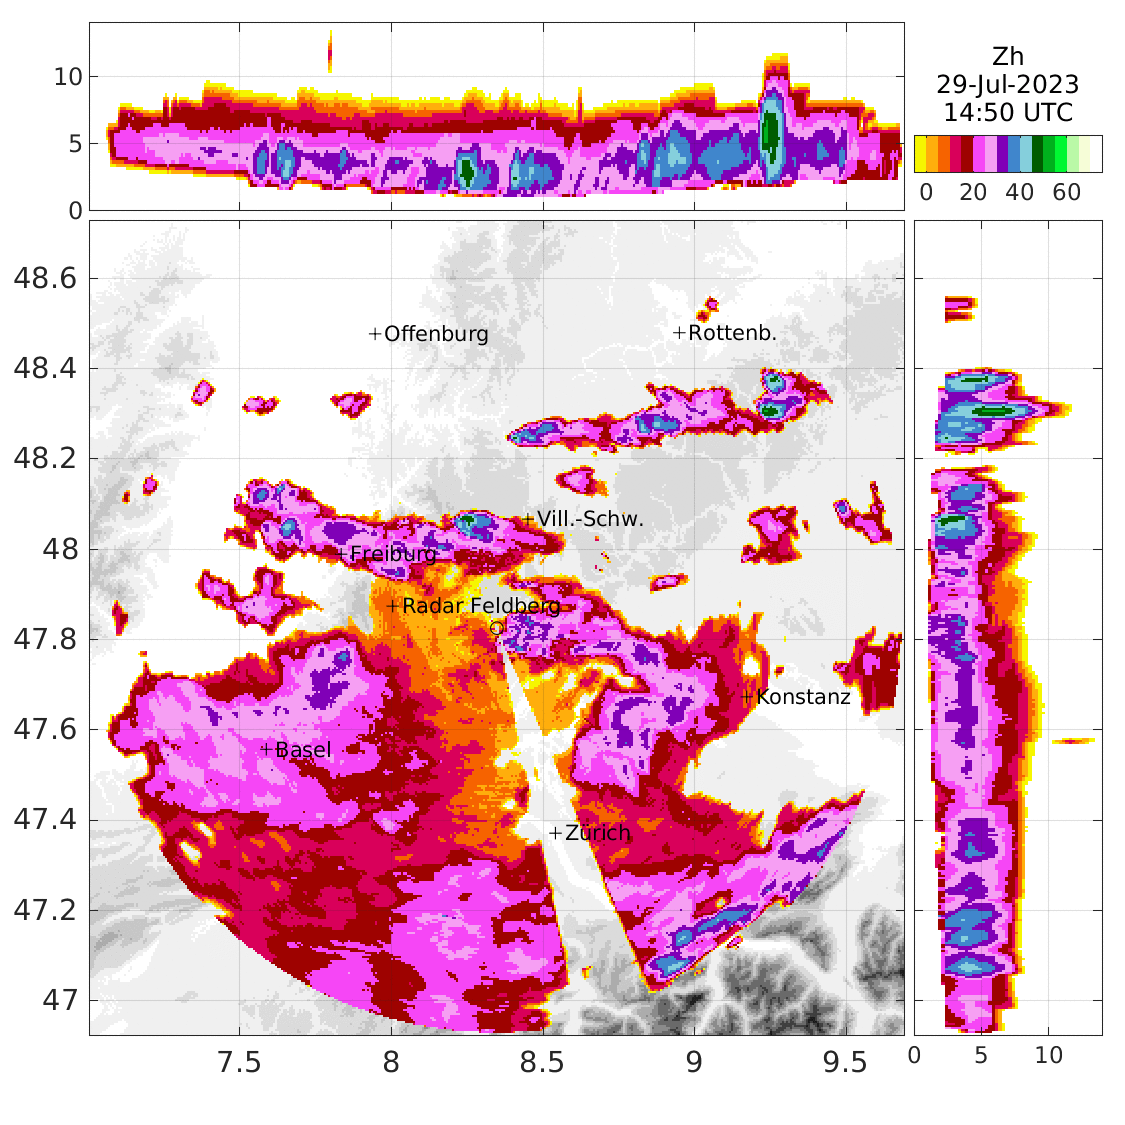 10
5
0
Zh
29-Jul-2023
14:50 UTC
0 20 40 60
48.6
48.4
48.2
48
47.8
47.6
47.4
47.2
47
+Offenburg
+Rottenb.
+Vill.-Schw.
+Freiburg
+Radar Feldberg
+Konstanz
+Basel
+Zürich
7.5 8 8.5 9 9.5
0 5 10